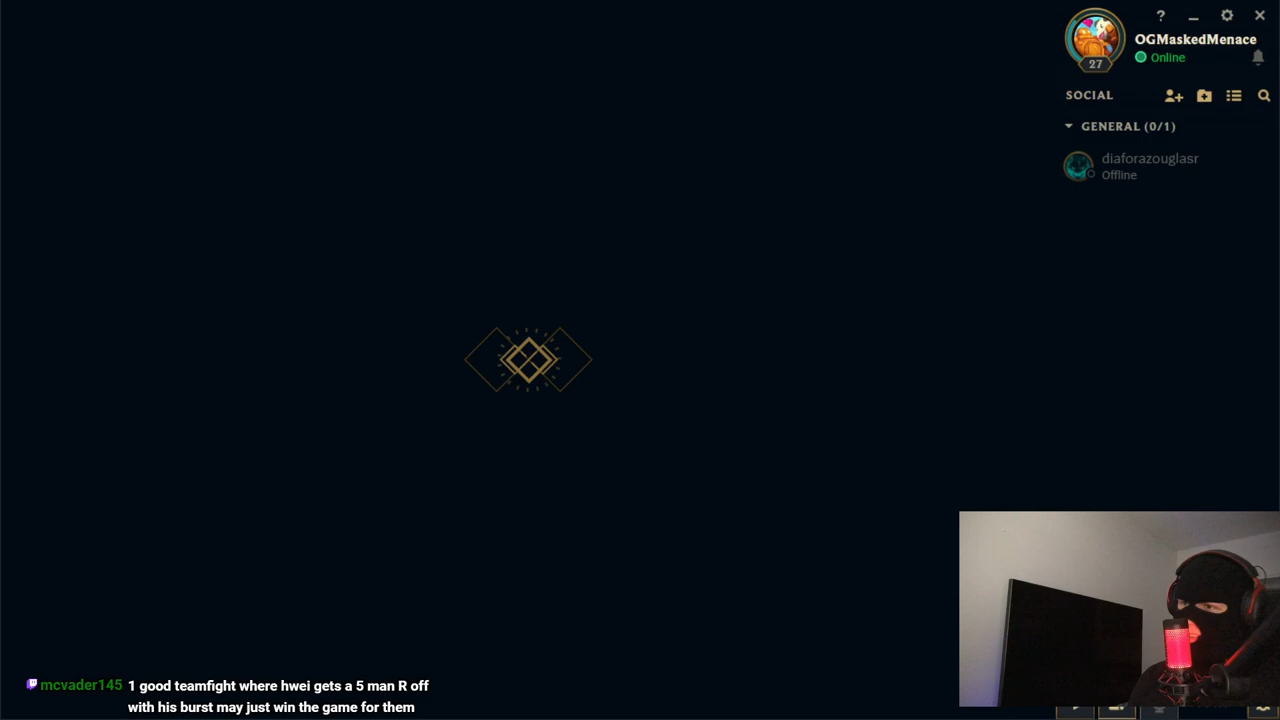 ?
OGMaskedMenace
27
Online
SOCIAL
GENERAL (0/1)
diaforazouglasr
Offline
mcvader145 1 good teamfight where hwei gets a 5 man R off
with his burst may just win the game for them